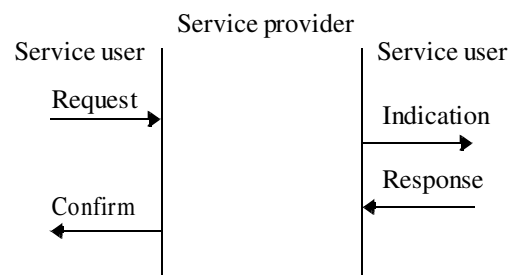 Service provider
Service user
Service user
Request
Indication
Response
Confirm